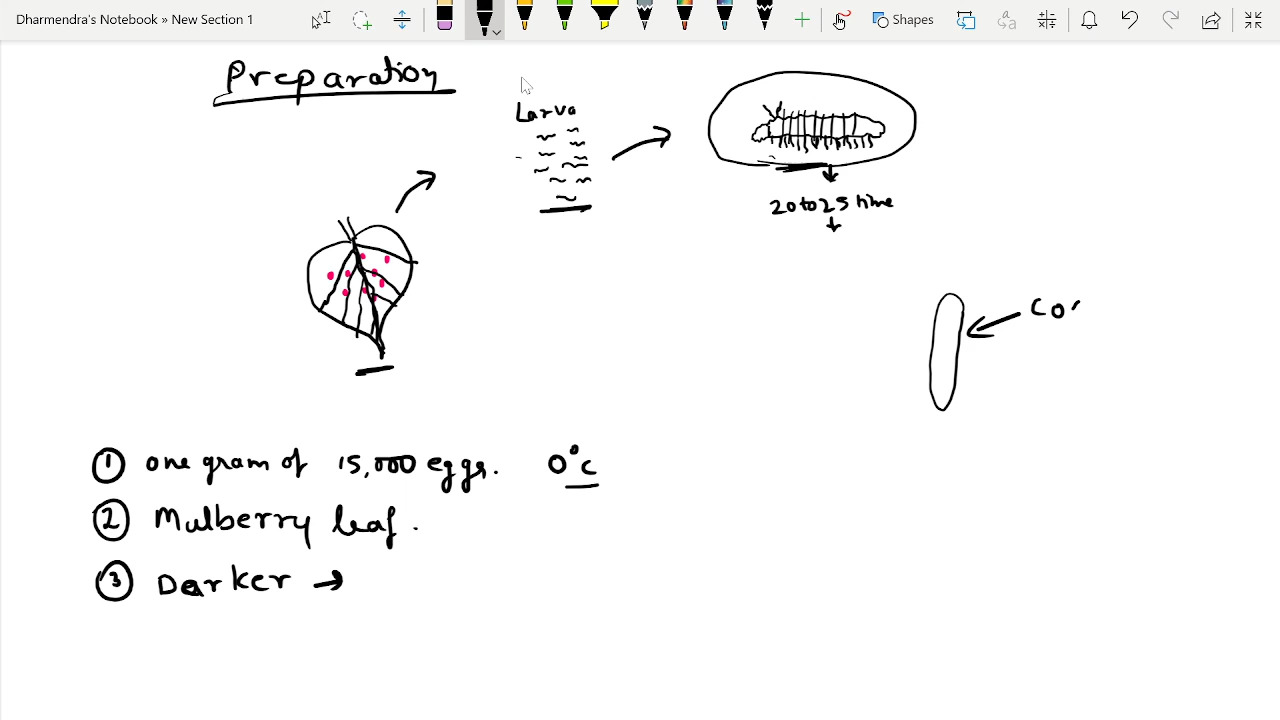 Dharmendra's Notebook » New Section 1
Shapes
Preparation
Larva
20 to 25 time
① one gram of 15,000 eggs. 0°C
② Mulberry leaf.
③ Darker →